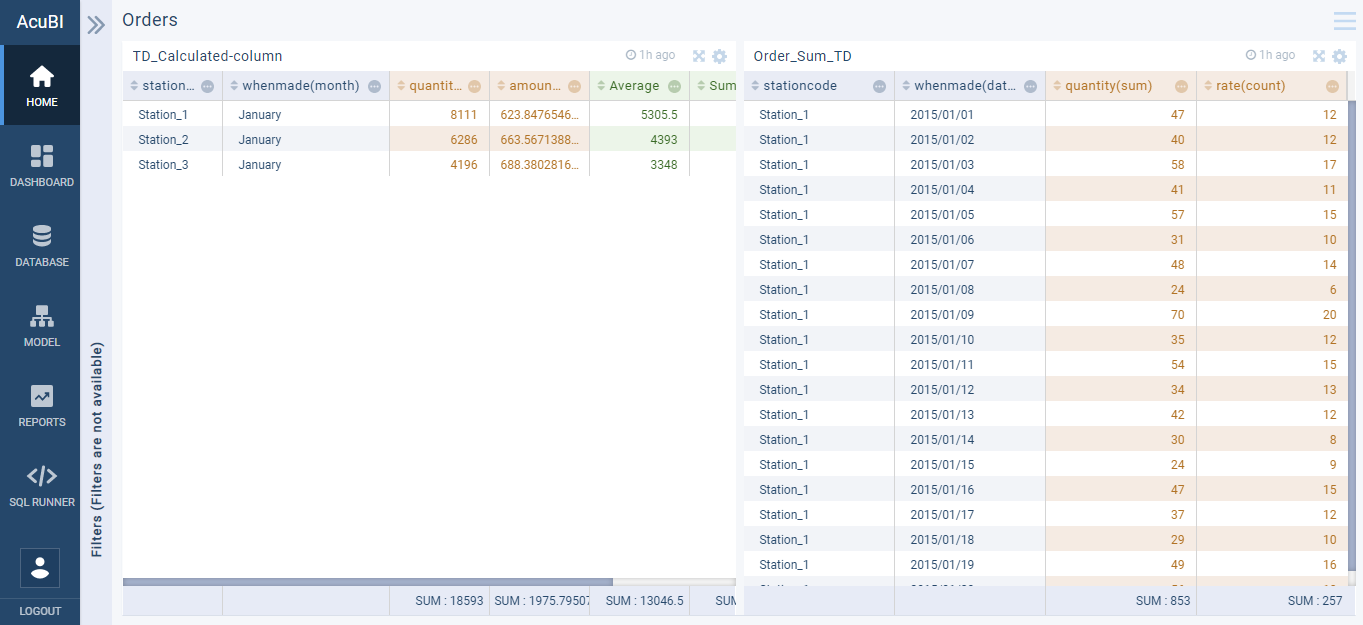 AcuBI
HOME
DASHBOARD
DATABASE
MODEL
REPORTS
SQL RUNNER
LOGOUT
Filters (Filters are not available)
Orders
TD_Calculated-column
1h ago
station... whenmade(month) quantit... amoun... Average Sum
Station_1 January 8111 623.8476546... 5305.5
Station_2 January 6286 663.5671388... 4393
Station_3 January 4196 688.3802816... 3348
SUM : 18593 SUM : 1975.79507 SUM : 13046.5 SUM
Order_Sum_TD
1h ago
stationcode whenmade(dat... quantity(sum) rate(count)
Station_1 2015/01/01 47 12
Station_1 2015/01/02 40 12
Station_1 2015/01/03 58 17
Station_1 2015/01/04 41 11
Station_1 2015/01/05 57 15
Station_1 2015/01/06 31 10
Station_1 2015/01/07 48 14
Station_1 2015/01/08 24 6
Station_1 2015/01/09 70 20
Station_1 2015/01/10 35 12
Station_1 2015/01/11 54 15
Station_1 2015/01/12 34 13
Station_1 2015/01/13 42 12
Station_1 2015/01/14 30 8
Station_1 2015/01/15 24 9
Station_1 2015/01/16 47 15
Station_1 2015/01/17 37 12
Station_1 2015/01/18 29 10
Station_1 2015/01/19 49 16
SUM : 853 SUM : 257